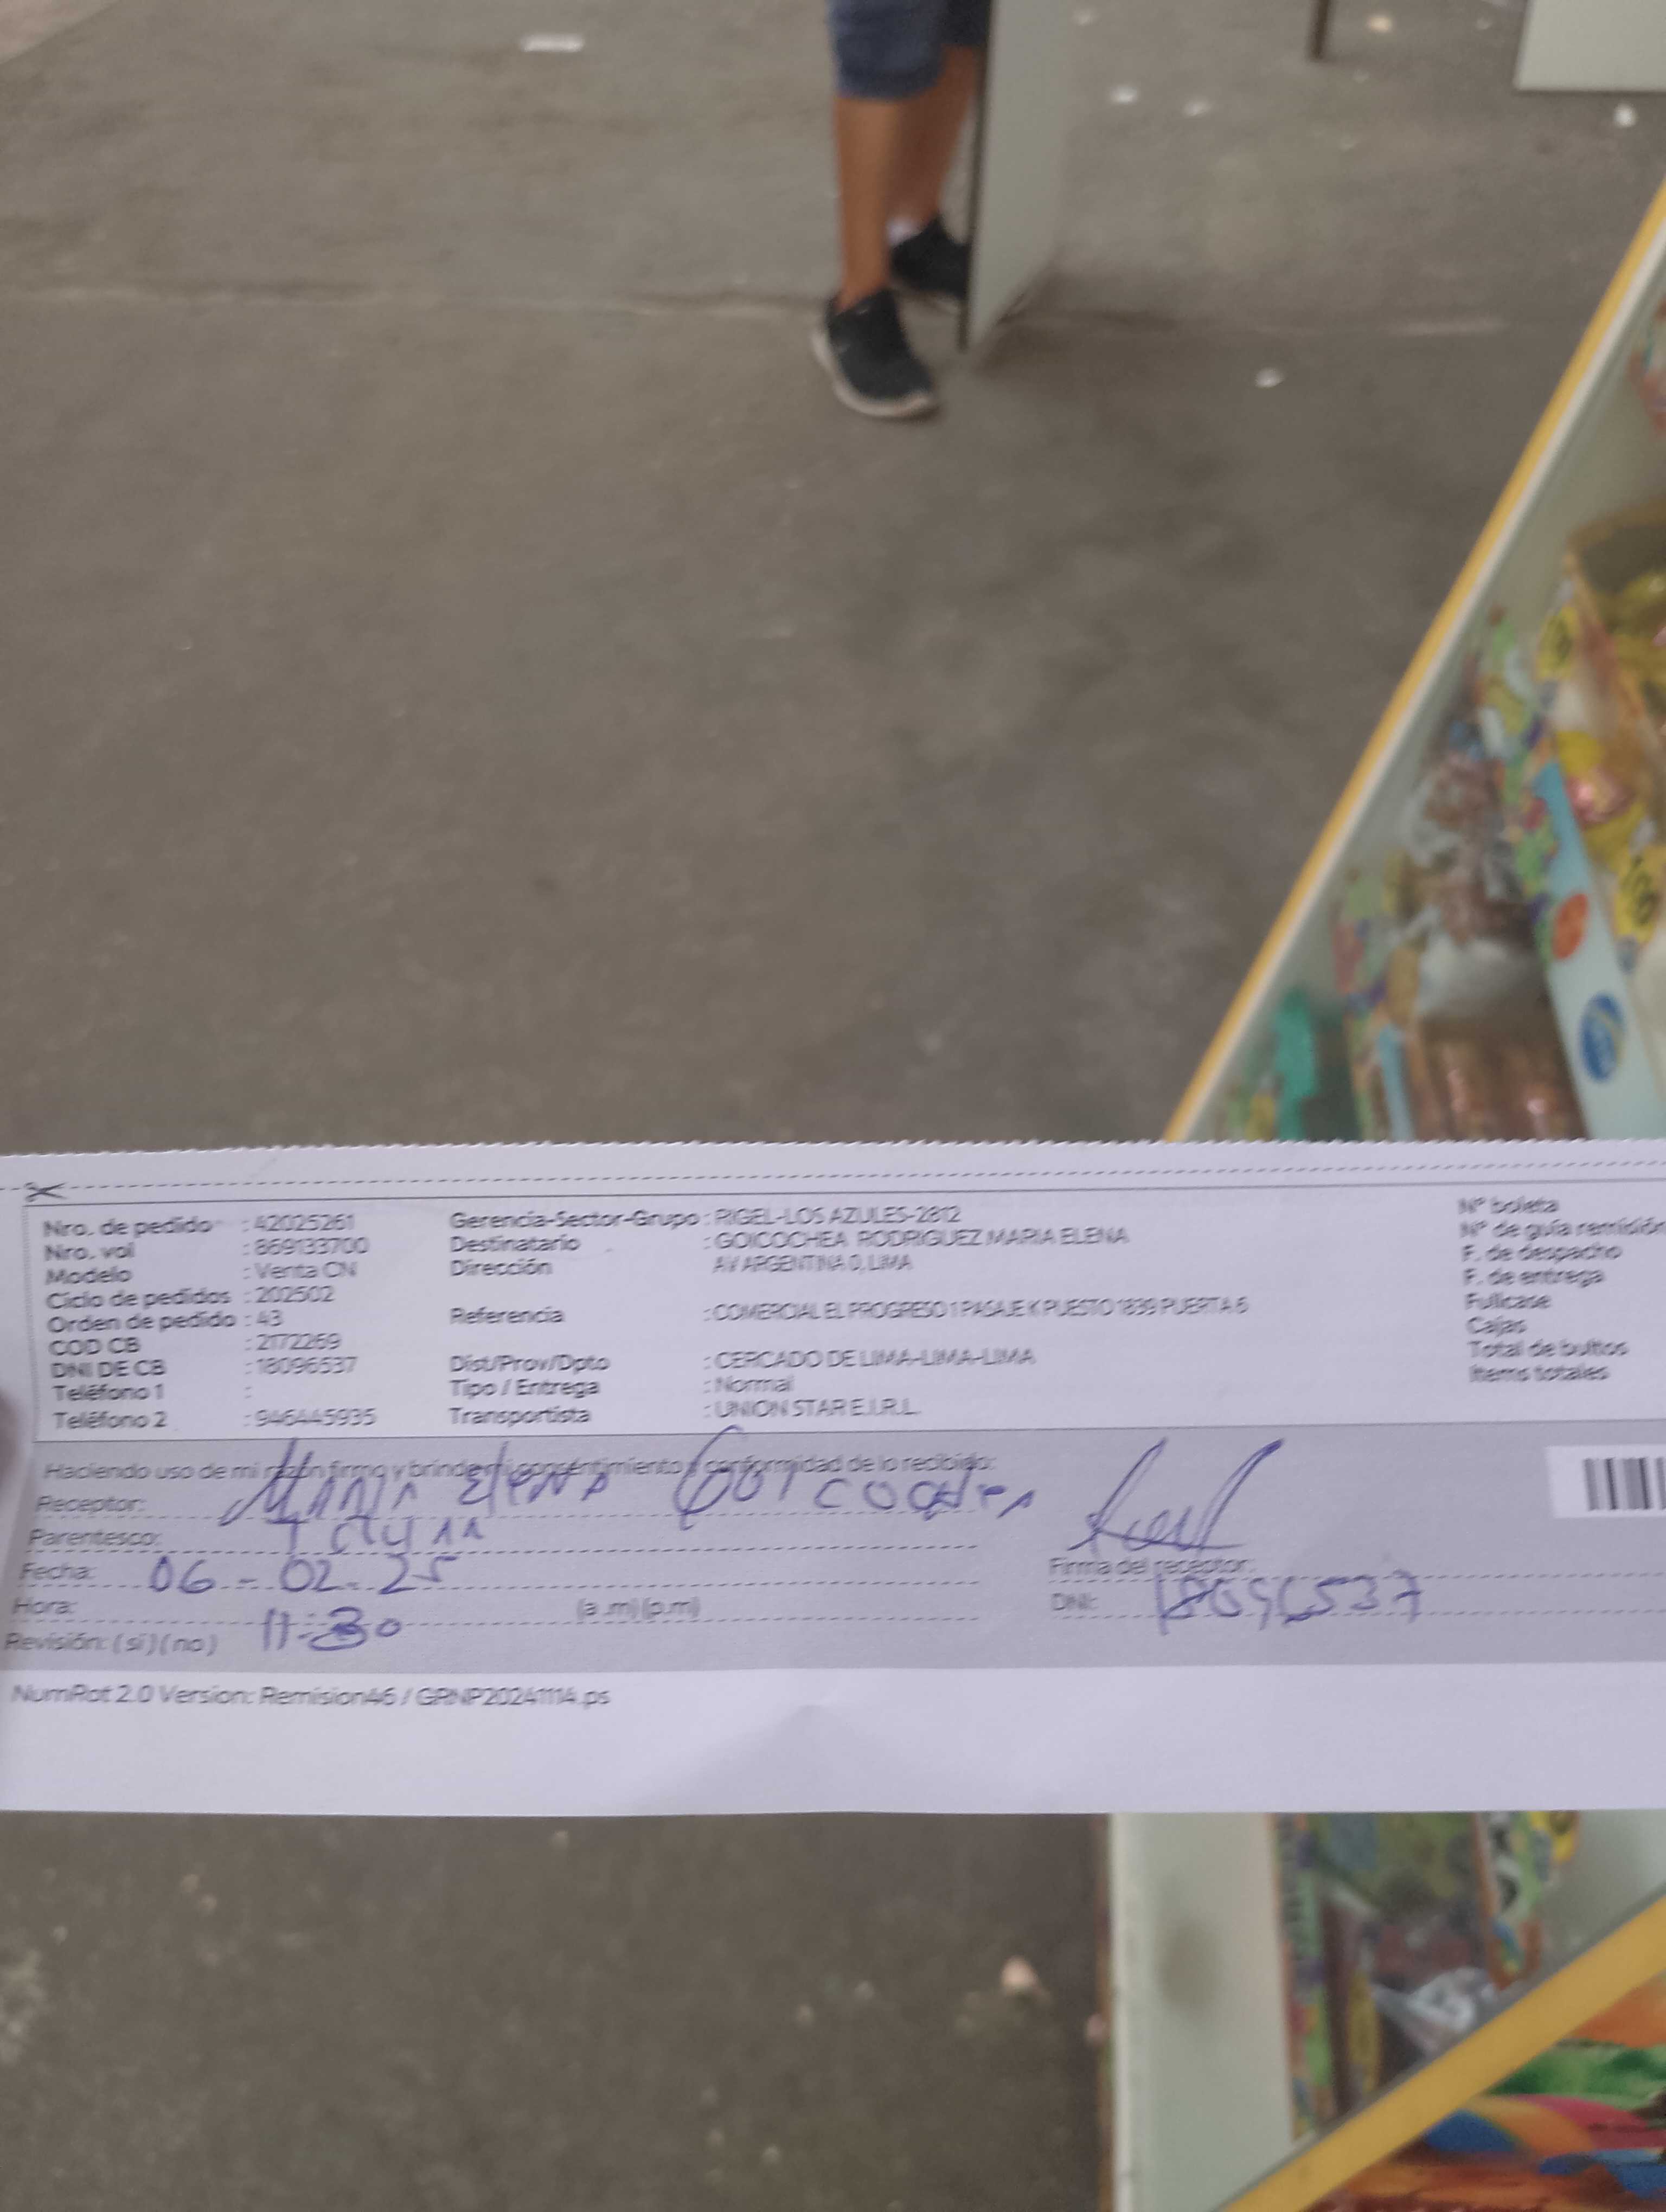 Nro. de pedido : 42025261
Nro. vol : 869133700
Modelo : Venta CN
Ciclo de pedidos : 202502
Orden de pedido : 43
COD CB : 2172269
DNI DE CB : 18096537
Teléfono 1 :
Teléfono 2 : 946445935
Gerencia-Sector-Grupo : RIGEL-LOS AZULES-2812
Destinatario : GOICOCHEA RODRIGUEZ MARIA ELENA
Dirección AV ARGENTINA 0, LIMA
Referencia : COMERCIAL EL PROGRESO 1 PASAJE K PUESTO 1839 PUERTA 6
Dist/Prov/Dpto : CERCADO DE LIMA-LIMA-LIMA
Tipo / Entrega : Normal
Transportista : UNION STAR E.I.R.L.
Nº boleta
Nº de guía remisión
F. de despacho
F. de entrega
Fullcase
Cajas
Total de bultos
Items totales
Haciendo uso de mi razón firmo y brindo mi consentimiento y conformidad de lo recibido:
Receptor: Maria Elena Goicochea
Parentesco:
Fecha: 06-02-25
Hora: 11:30 (a.m) (p.m)
Revisión: (si) (no)
Firma del receptor:
DNI: 18096537
NumRot 2.0 Version: Remision46 / GRNP20241114.ps